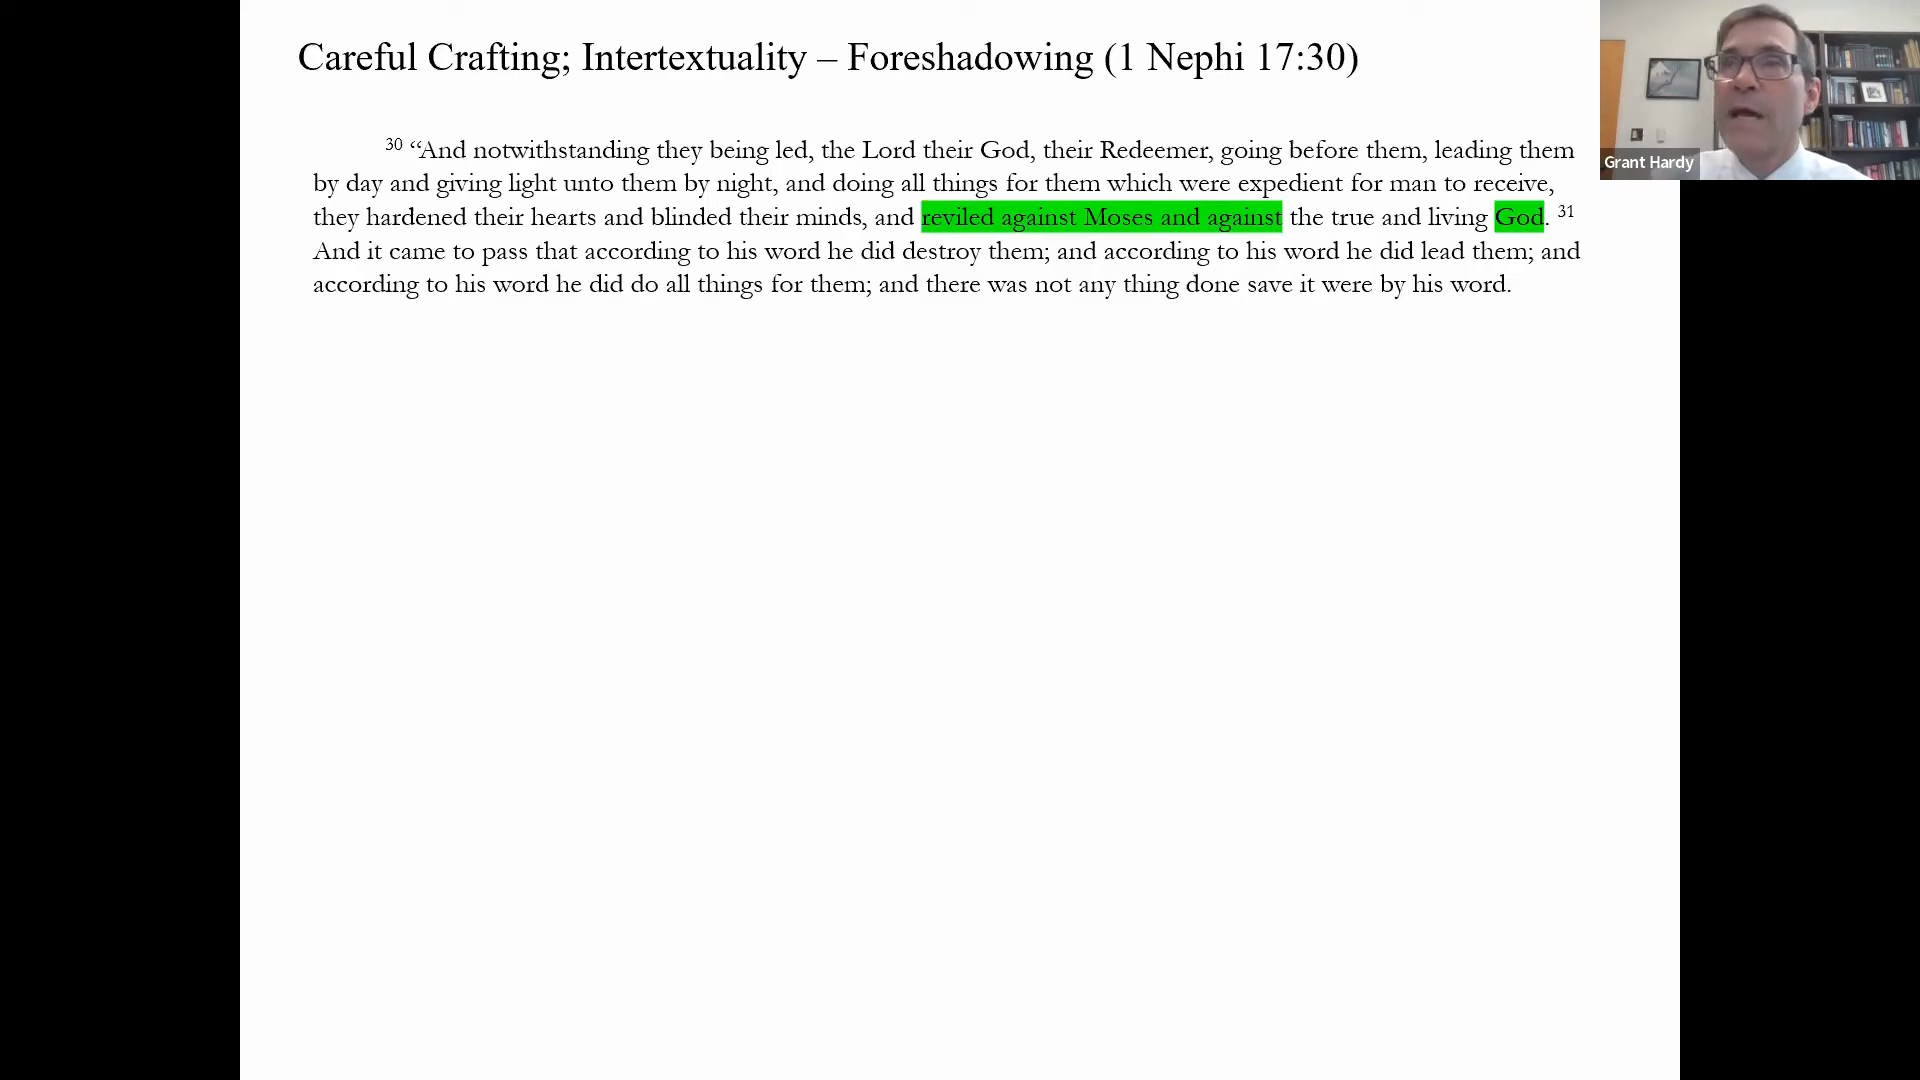 Careful Crafting; Intertextuality – Foreshadowing (1 Nephi 17:30)
Grant Hardy
30 “And notwithstanding they being led, the Lord their God, their Redeemer, going before them, leading them
by day and giving light unto them by night, and doing all things for them which were expedient for man to receive,
they hardened their hearts and blinded their minds, and reviled against Moses and against the true and living God. 31
And it came to pass that according to his word he did destroy them; and according to his word he did lead them; and
according to his word he did do all things for them; and there was not any thing done save it were by his word.